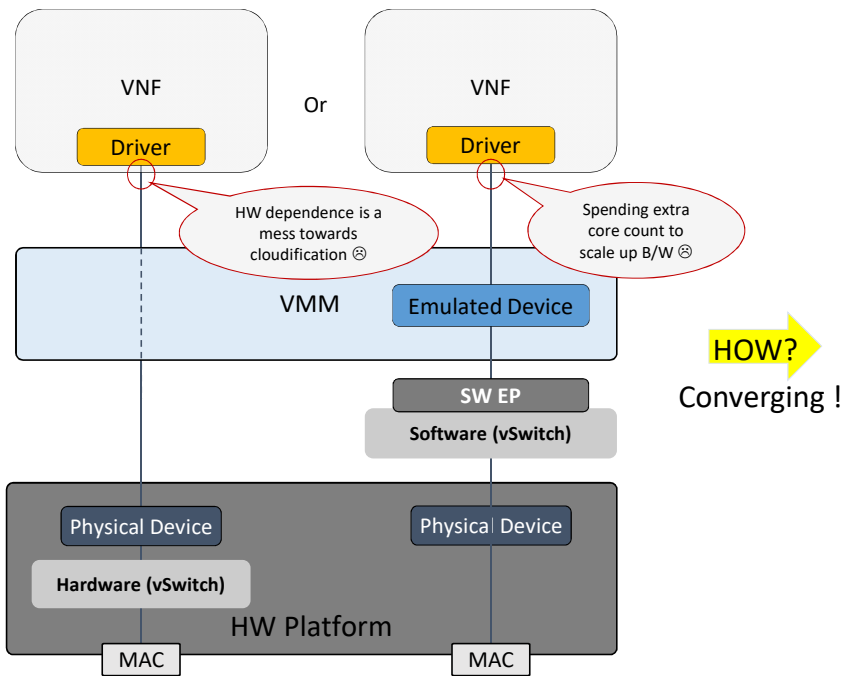 VNF
Or
VNF
Driver
Driver
HW dependence is a
mess towards
cloudification ☹
Spending extra
core count to
scale up B/W ☹
VMM
Emulated Device
HOW?
Converging !
SW EP
Software (vSwitch)
Physical Device
Physical Device
Hardware (vSwitch)
HW Platform
MAC
MAC